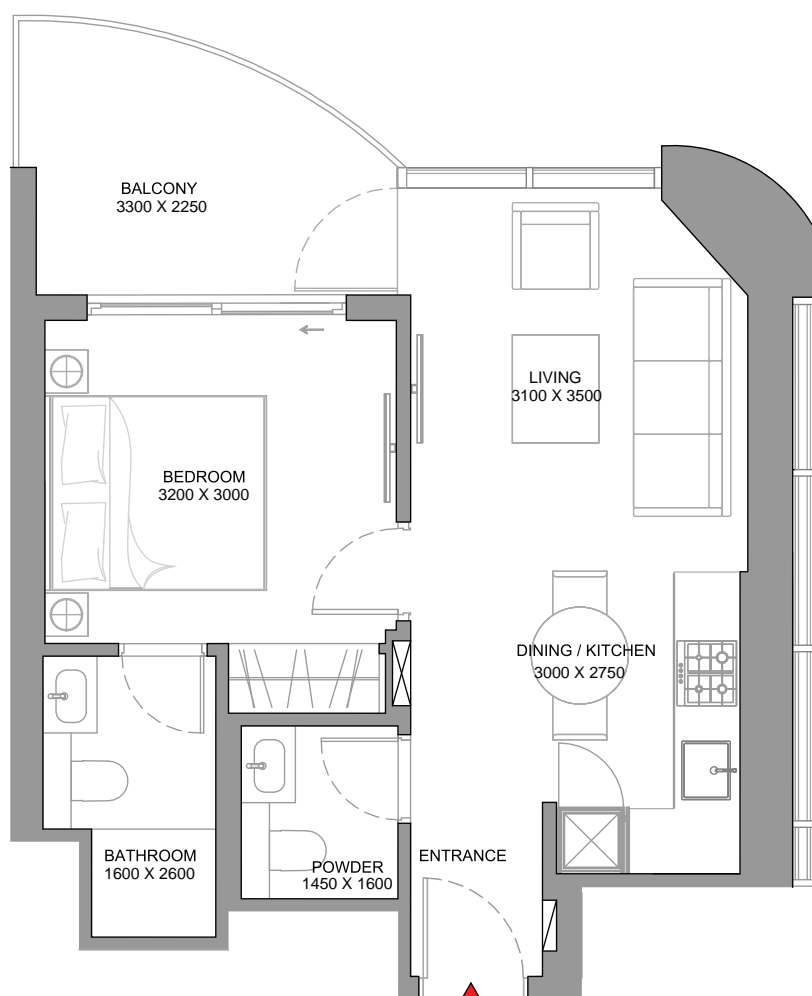 BALCONY
3300 X 2250
LIVING
3100 X 3500
BEDROOM
3200 X 3000
DINING / KITCHEN
3000 X 2750
BATHROOM
1600 X 2600
POWDER
1450 X 1600
ENTRANCE